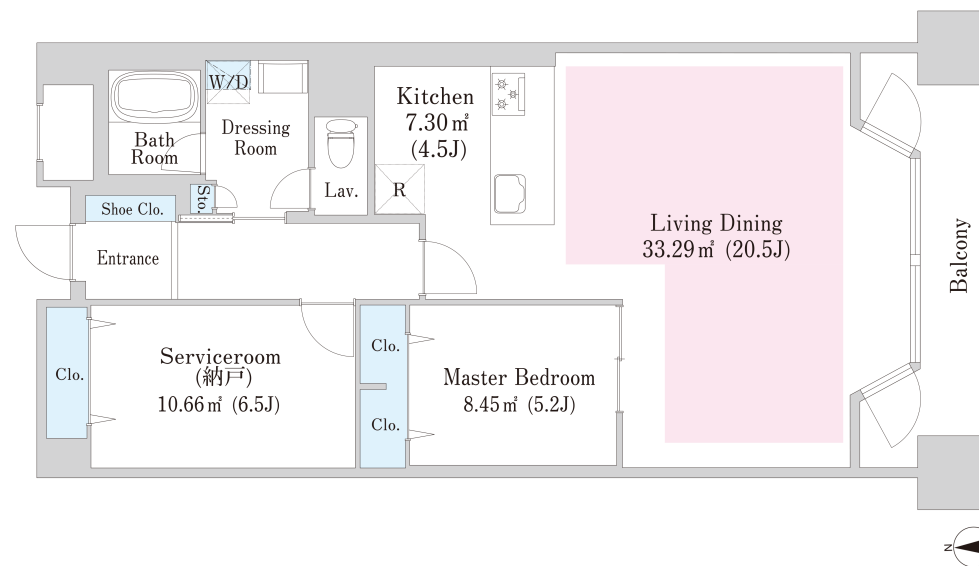 W/D
Dressing
Room
Bath
Room
Lav.
Kitchen
7.30㎡
(4.5J)
R
Sto.
Shoe Clo.
Entrance
Living Dining
33.29㎡ (20.5J)
Balcony
Clo.
Serviceroom
(納戸)
10.66㎡ (6.5J)
Clo.
Clo.
Master Bedroom
8.45㎡ (5.2J)
N